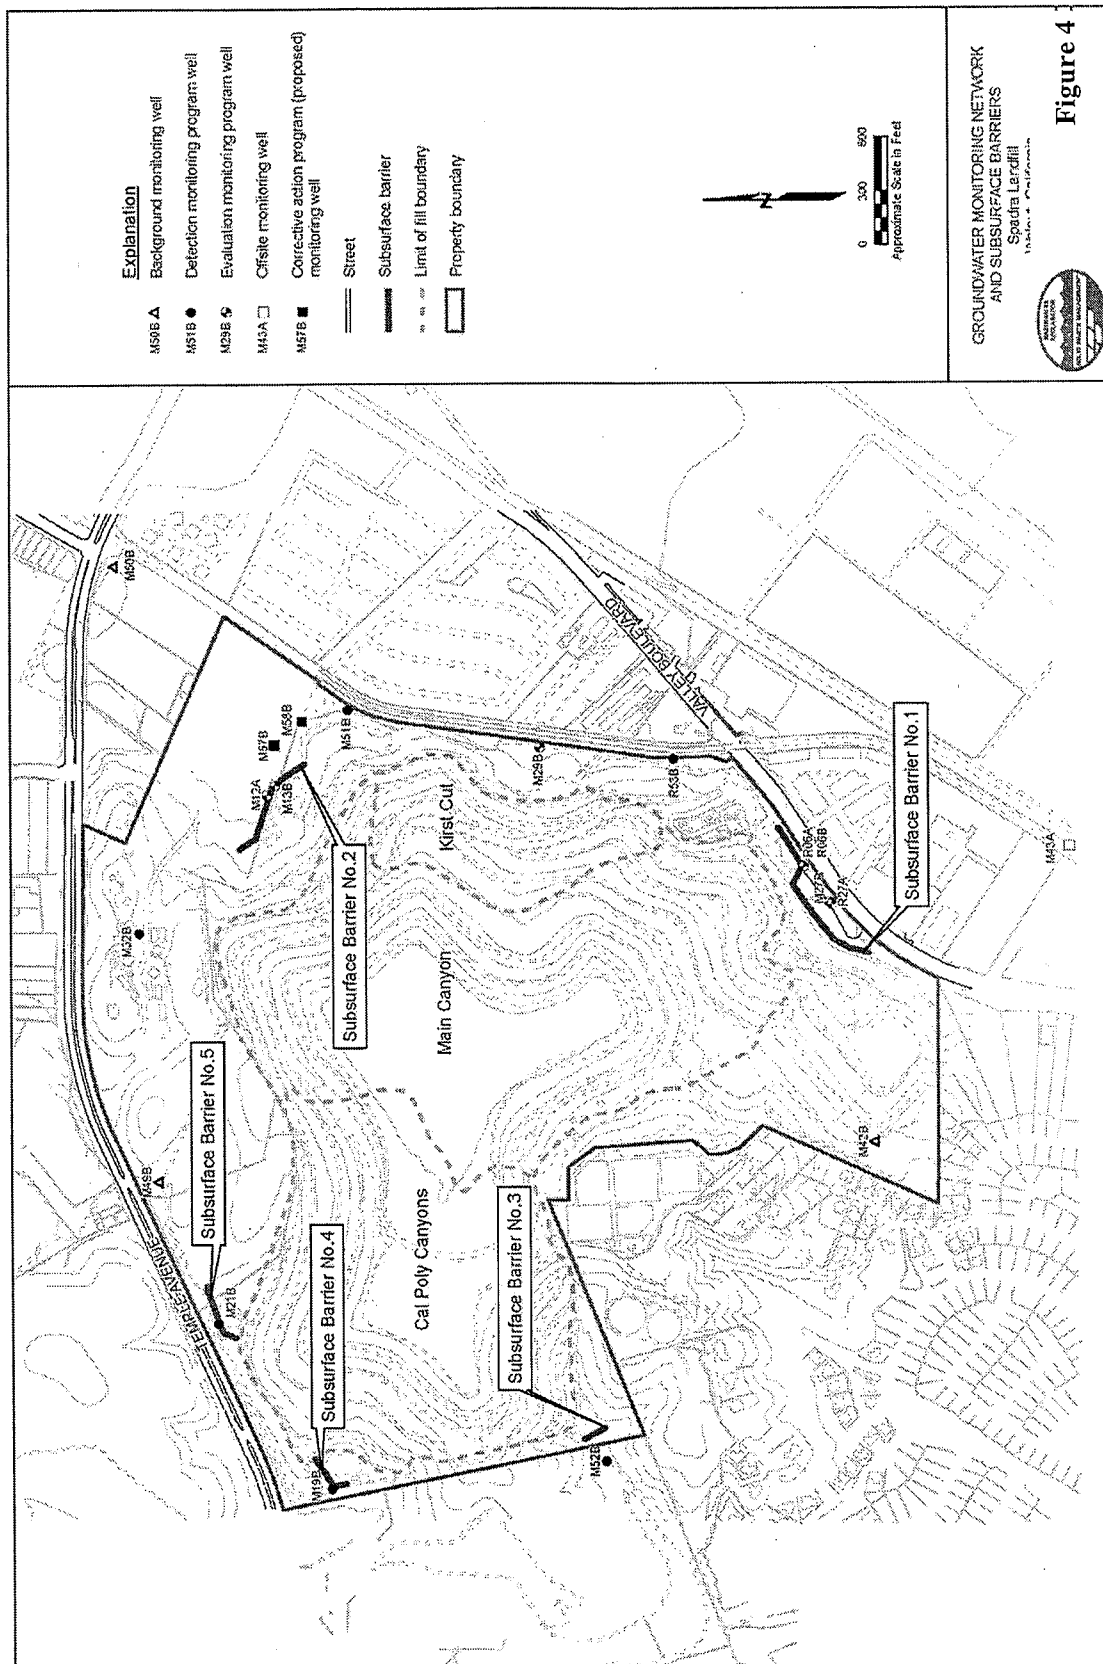 Explanation
M50B Background monitoring well
M51B Detection monitoring program well
M29B Evaluation monitoring program well
M43A Offsite monitoring well
M57B Corrective action program (proposed)
monitoring well
Street
Subsurface barrier
Limit of fill boundary
Property boundary
N
0 300 600
Approximate Scale in Feet
GROUNDWATER MONITORING NETWORK
AND SUBSURFACE BARRIERS
Spadra Landfill
Figure 4
TEMPLE AVENUE
M50B
M49B
M32B
M21B
Subsurface Barrier No.5
M19B
Subsurface Barrier No.4
M12A
M13B
M57B
M58B
M51B
Subsurface Barrier No.2
Kirst Cut
Main Canyon
Cal Poly Canyons
Subsurface Barrier No.3
M52B
M29B
R53B
VALLEY BOULEVARD
R06A
R06B
R27A
Subsurface Barrier No.1
M42B
M43A